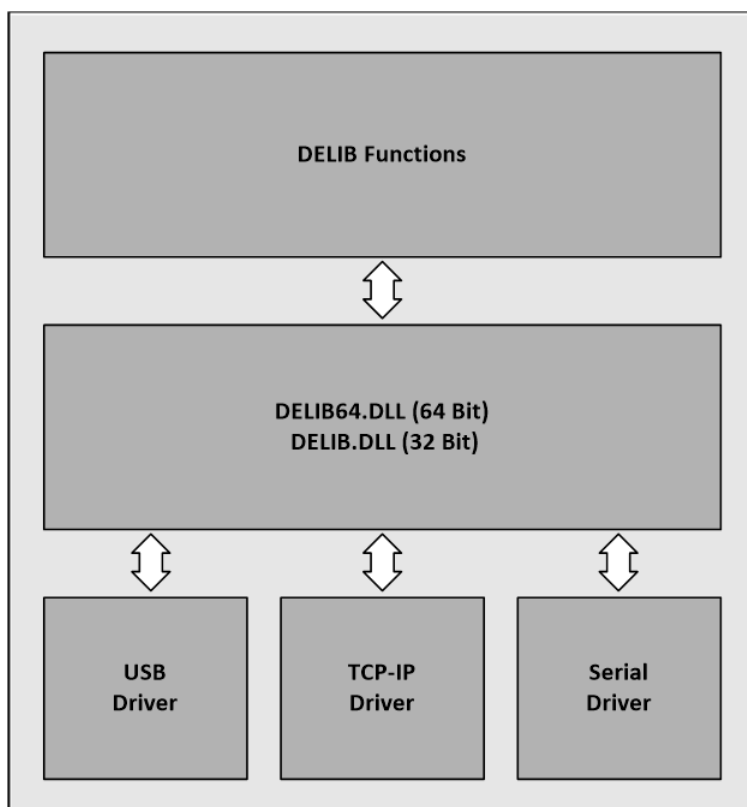 DELIB Functions
DELIB64.DLL (64 Bit)
DELIB.DLL (32 Bit)
USB
Driver
TCP-IP
Driver
Serial
Driver